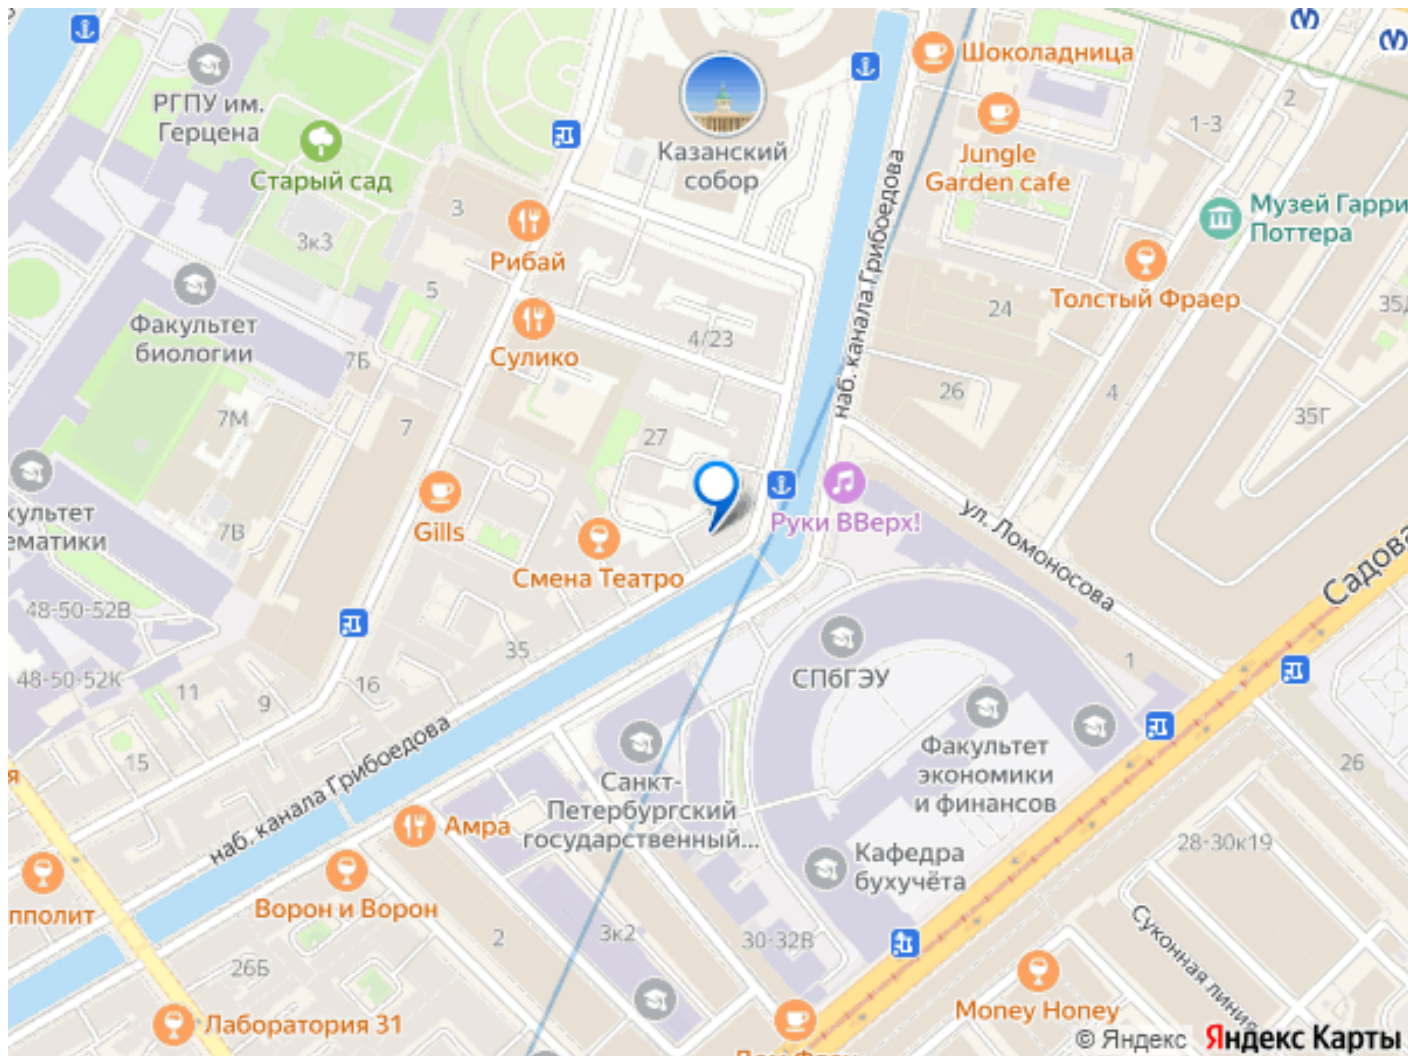 Шоколадница
РГПУ им.
Герцена
Казанский
собор
Jungle
Garden cafe
1-3
2
Старый сад
3
3к3
Рибай
наб. канала Грибоедова
Музей Гарри
Поттера
Толстый Фраер
5
24
Факультет
биологии
7Б
Сулико
4/23
26
4
35Г
7М
7
27
Gills
7В
Смена Театро
Руки ВВерх!
ул. Ломоносова
Садова
культет
ематики
48-50-52В
48-50-52К
35
СПбГЭУ
1
11
9
16
15
наб. канала Грибоедова
Факультет
экономики
и финансов
26
Санкт-
Петербургский
государственный...
Амра
Кафедра
бухучёта
28-30к19
я
пполит
Ворон и Ворон
2
3к2
30-32В
26Б
Суконная линия
Лаборатория 31
Money Honey
© Яндекс Яндекс Карты